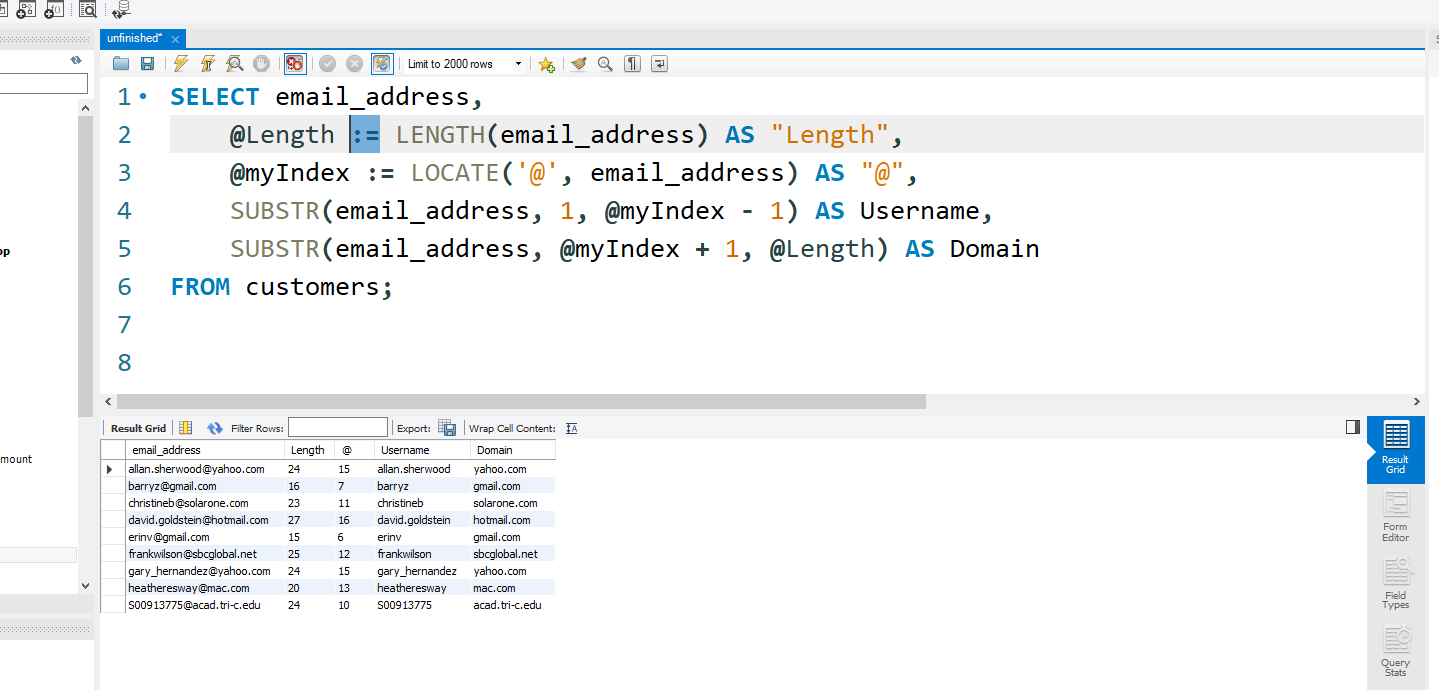 unfinished*
Limit to 2000 rows
1 SELECT email_address,
2 @Length := LENGTH(email_address) AS "Length",
3 @myIndex := LOCATE('@', email_address) AS "@",
4 SUBSTR(email_address, 1, @myIndex - 1) AS Username,
5 SUBSTR(email_address, @myIndex + 1, @Length) AS Domain
6 FROM customers;
7
8
mount
Result Grid Filter Rows: Export: Wrap Cell Content:
email_address Length @ Username Domain
allan.sherwood@yahoo.com 24 15 allan.sherwood yahoo.com
barryz@gmail.com 16 7 barryz gmail.com
christineb@solarone.com 23 11 christineb solarone.com
david.goldstein@hotmail.com 27 16 david.goldstein hotmail.com
erinv@gmail.com 15 6 erinv gmail.com
frankwilson@sbcglobal.net 25 12 frankwilson sbcglobal.net
gary_hernandez@yahoo.com 24 15 gary_hernandez yahoo.com
heatheresway@mac.com 20 13 heatheresway mac.com
S00913775@acad.tri-c.edu 24 10 S00913775 acad.tri-c.edu
Result
Grid
Form
Editor
Field
Types
Query
Stats